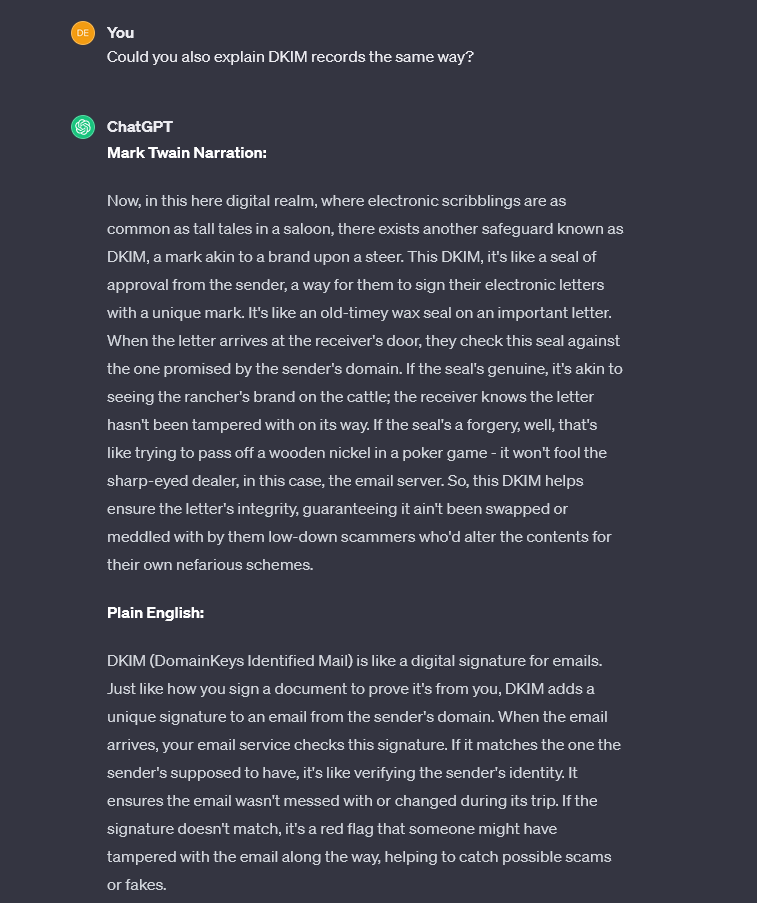 DE
You
Could you also explain DKIM records the same way?
ChatGPT
Mark Twain Narration:
Now, in this here digital realm, where electronic scribblings are as
common as tall tales in a saloon, there exists another safeguard known as
DKIM, a mark akin to a brand upon a steer. This DKIM, it's like a seal of
approval from the sender, a way for them to sign their electronic letters
with a unique mark. It's like an old-timey wax seal on an important letter.
When the letter arrives at the receiver's door, they check this seal against
the one promised by the sender's domain. If the seal's genuine, it's akin to
seeing the rancher's brand on the cattle; the receiver knows the letter
hasn't been tampered with on its way. If the seal's a forgery, well, that's
like trying to pass off a wooden nickel in a poker game - it won't fool the
sharp-eyed dealer, in this case, the email server. So, this DKIM helps
ensure the letter's integrity, guaranteeing it ain't been swapped or
meddled with by them low-down scammers who'd alter the contents for
their own nefarious schemes.
Plain English:
DKIM (DomainKeys Identified Mail) is like a digital signature for emails.
Just like how you sign a document to prove it's from you, DKIM adds a
unique signature to an email from the sender's domain. When the email
arrives, your email service checks this signature. If it matches the one the
sender's supposed to have, it's like verifying the sender's identity. It
ensures the email wasn't messed with or changed during its trip. If the
signature doesn't match, it's a red flag that someone might have
tampered with the email along the way, helping to catch possible scams
or fakes.